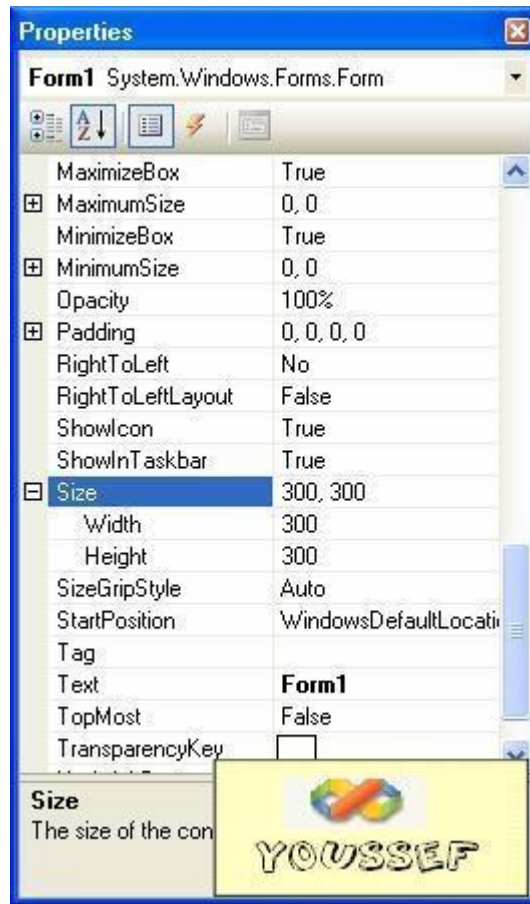 Properties
Form1 System.Windows.Forms.Form
MaximizeBox True
MaximumSize 0, 0
MinimizeBox True
MinimumSize 0, 0
Opacity 100%
Padding 0, 0, 0, 0
RightToLeft No
RightToLeftLayout False
ShowIcon True
ShowInTaskbar True
Size 300, 300
Width 300
Height 300
SizeGripStyle Auto
StartPosition WindowsDefaultLocati
Tag
Text Form1
TopMost False
TransparencyKey
Size
The size of the con
YOUSSEF